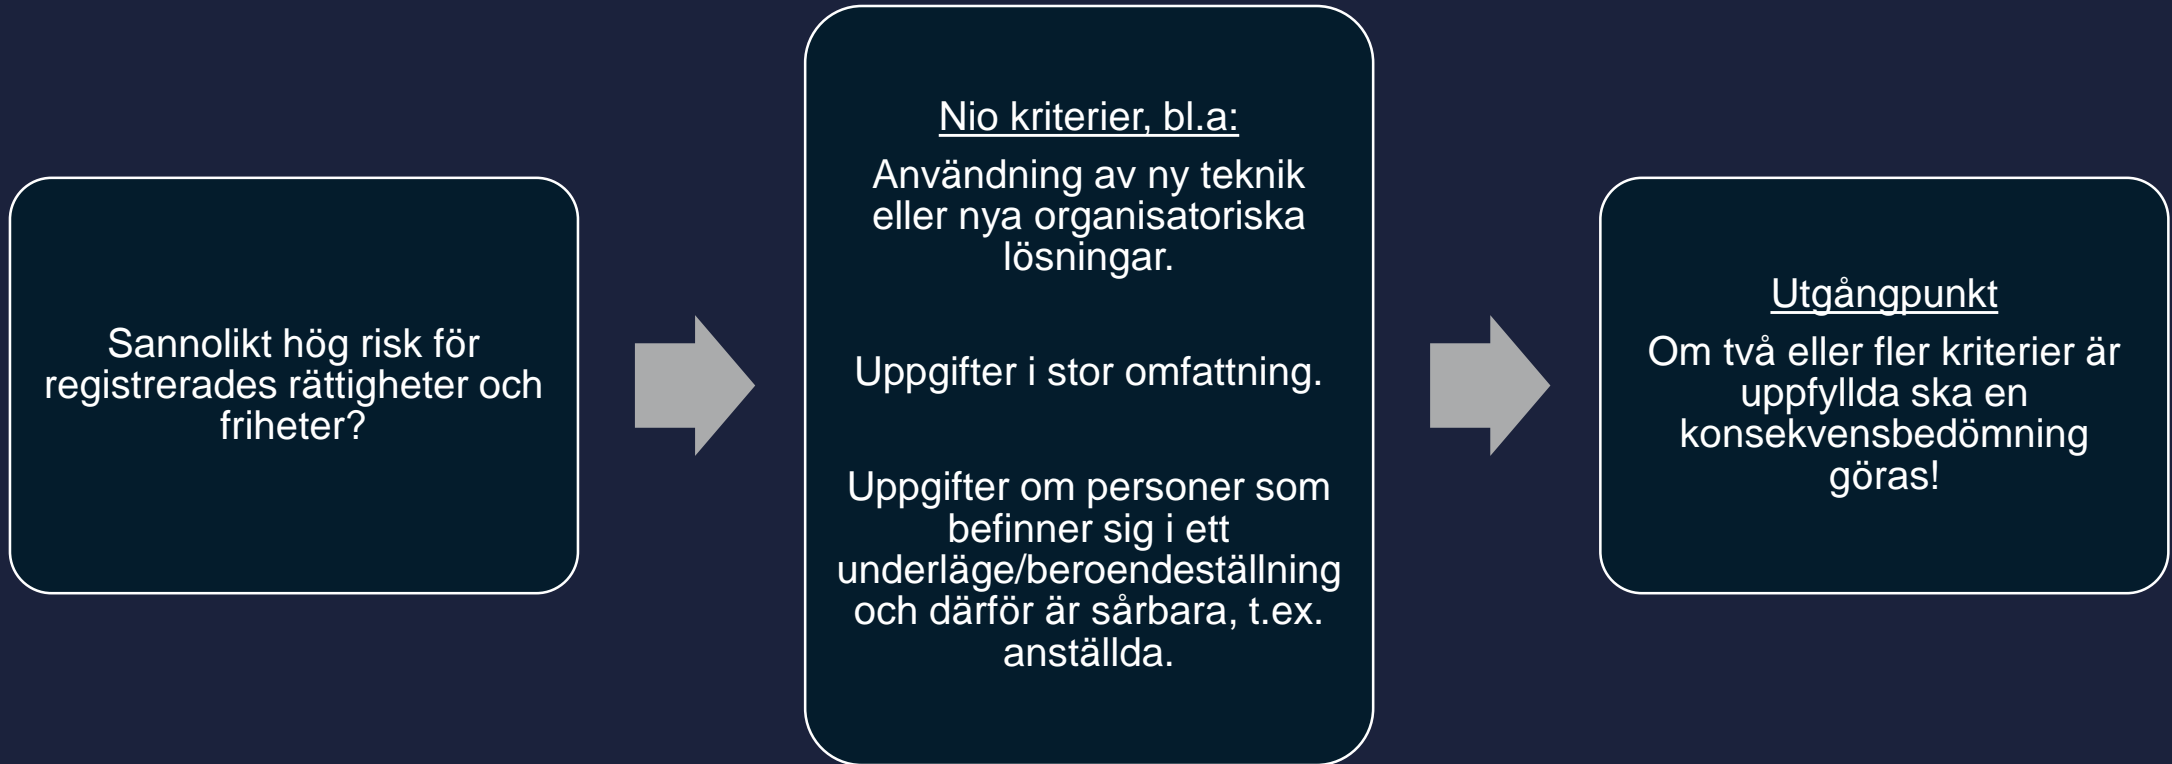 Sannolikt hög risk för
registrerades rättigheter och
friheter?
Nio kriterier, bl.a:
Användning av ny teknik
eller nya organisatoriska
lösningar.
Uppgifter i stor omfattning.
Uppgifter om personer som
befinner sig i ett
underläge/beroendeställning
och därför är sårbara, t.ex.
anställda.
Utgångpunkt
Om två eller fler kriterier är
uppfyllda ska en
konsekvensbedömning
göras!